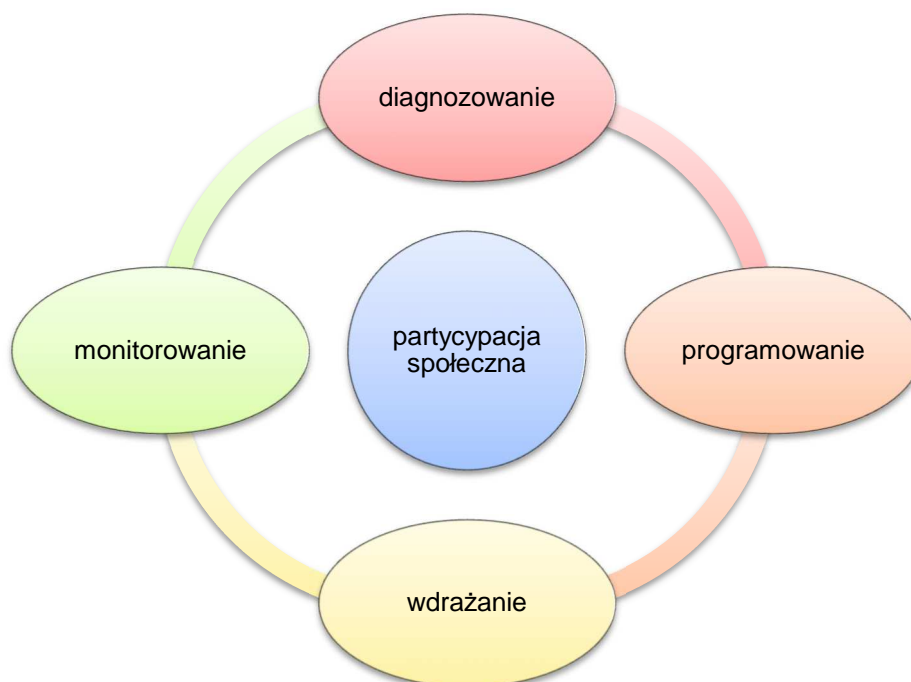 diagnozowanie
monitorowanie
partycypacja
społeczna
programowanie
wdrażanie